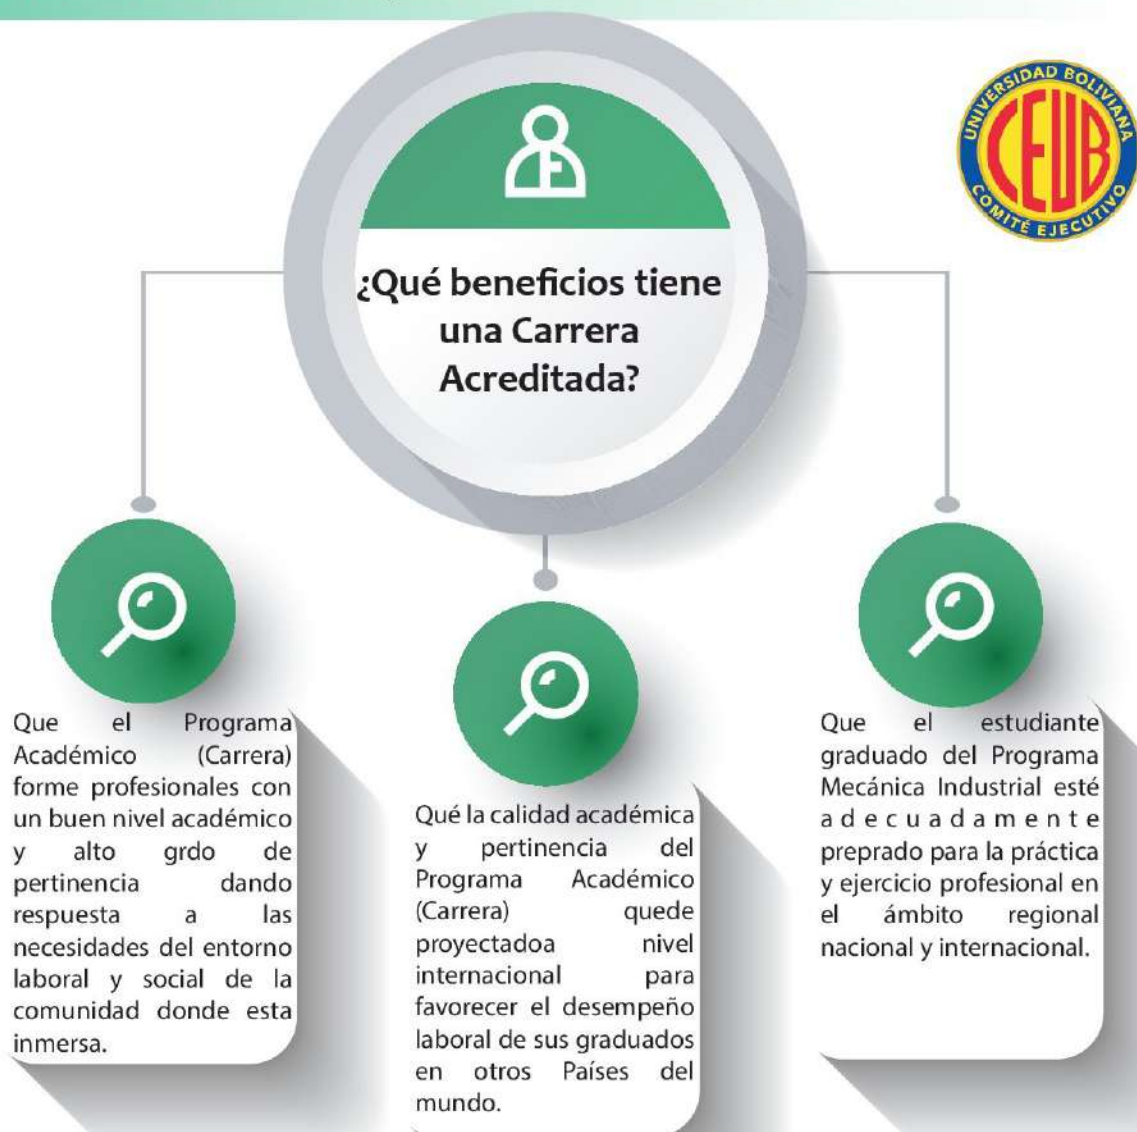 UNIVERSIDAD BOLIVIANA
CEUB
COMITÉ EJECUTIVO
¿Qué beneficios tiene
una Carrera
Acreditada?
Que el Programa
Académico (Carrera)
forme profesionales con
un buen nivel académico
y alto grdo de
pertinencia dando
respuesta a las
necesidades del entorno
laboral y social de la
comunidad donde esta
inmersa.
Qué la calidad académica
y pertinencia del
Programa Académico
(Carrera) quede
proyectadoa nivel
internacional para
favorecer el desempeño
laboral de sus graduados
en otros Países del
mundo.
Que el estudiante
graduado del Programa
Mecánica Industrial esté
adecuadamente
preprado para la práctica
y ejercicio profesional en
el ámbito regional
nacional y internacional.